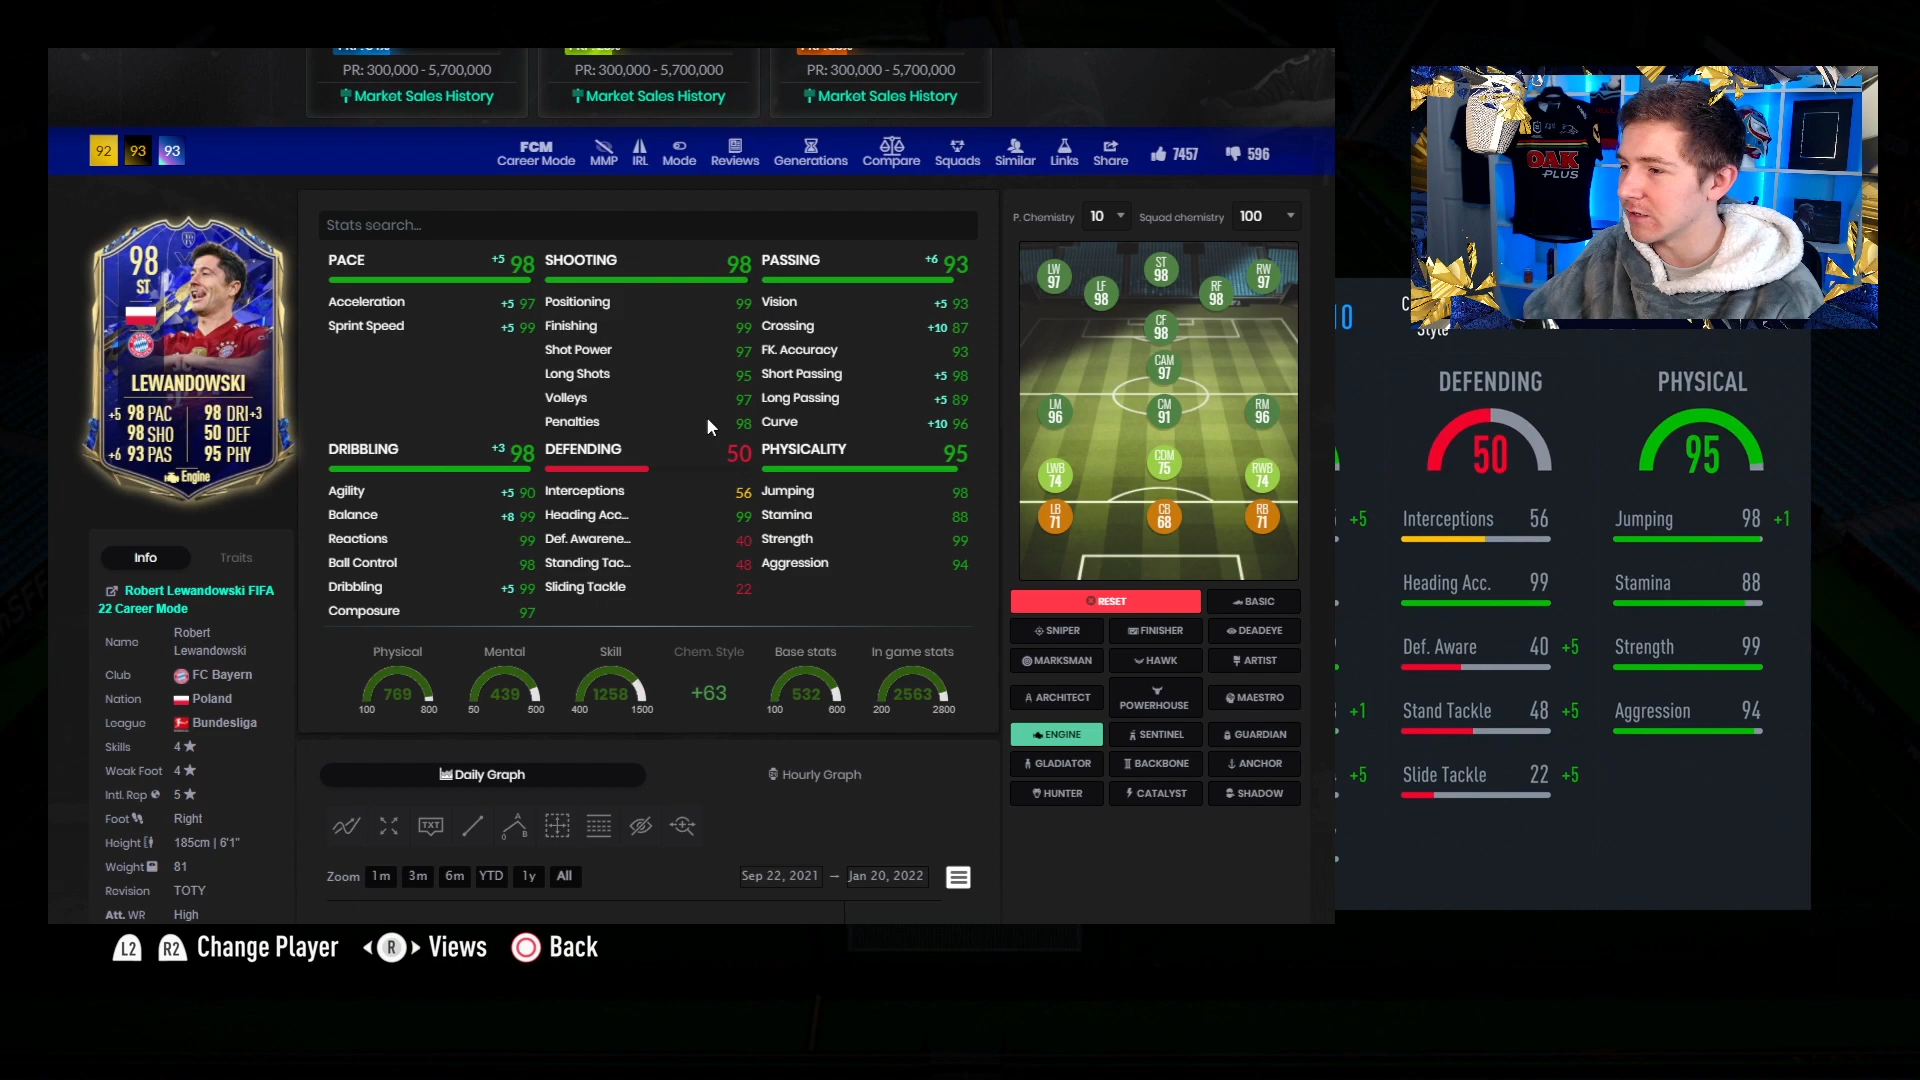 PR: 300,000 - 5,700,000
Market Sales History
PR: 300,000 - 5,700,000
Market Sales History
PR: 300,000 - 5,700,000
Market Sales History
92 93 93
FCM
Career Mode
MMP
IRL
Mode
Reviews
Generations
Compare
Squads
Similar
Links
Share
7457
596
98
ST
LEWANDOWSKI
+5 98 PAC 98 DRI+3
98 SHO 50 DEF
+6 93 PAS 95 PHY
Engine
Info Traits
Robert Lewandowski FIFA
22 Career Mode
Name Robert
Lewandowski
Club FC Bayern
Nation Poland
League Bundesliga
Skills 4★
Weak Foot 4★
Intl. Rep 5★
Foot Right
Height 185cm | 6'1"
Weight 81
Revision TOTY
Att. WR High
Stats search...
PACE +5 98
Acceleration +5 97
Sprint Speed +5 99
SHOOTING 98
Positioning 99
Finishing 99
Shot Power 97
Long Shots 95
Volleys 97
Penalties 98
PASSING +6 93
Vision +5 93
Crossing +10 87
FK. Accuracy 93
Short Passing +5 98
Long Passing +5 89
Curve +10 96
DRIBBLING +3 98
Agility +5 90
Balance +8 99
Reactions 99
Ball Control 98
Dribbling +5 99
Composure 97
DEFENDING 50
Interceptions 56
Heading Acc... 99
Def. Awarene... 40
Standing Tac... 48
Sliding Tackle 22
PHYSICALITY 95
Jumping 98
Stamina 88
Strength 99
Aggression 94
Physical
769
100 800
Mental
439
50 500
Skill
1258
400 1500
Chem. Style
+63
Base stats
532
100 600
In game stats
2563
200 2800
Daily Graph
Hourly Graph
TXT
A
0 B
Zoom 1m 3m 6m YTD 1y All
Sep 22, 2021 → Jan 20, 2022
P. Chemistry 10 Squad chemistry 100
LW
97
LF
98
ST
98
RF
98
RW
97
CF
98
CAM
97
LM
96
CM
91
RM
96
LWB
74
CDM
75
RWB
74
LB
71
CB
68
RB
71
RESET
BASIC
SNIPER
FINISHER
DEADEYE
MARKSMAN
HAWK
ARTIST
ARCHITECT
POWERHOUSE
MAESTRO
ENGINE
SENTINEL
GUARDIAN
GLADIATOR
BACKBONE
ANCHOR
HUNTER
CATALYST
SHADOW
OAK
PLUS
Style
DEFENDING
50
Interceptions 56
Heading Acc. 99
Def. Aware 40 +5
Stand Tackle 48 +5
Slide Tackle 22 +5
PHYSICAL
95
Jumping 98 +1
Stamina 88
Strength 99
Aggression 94
+5
+1
+5
L2 R2 Change Player R Views Back